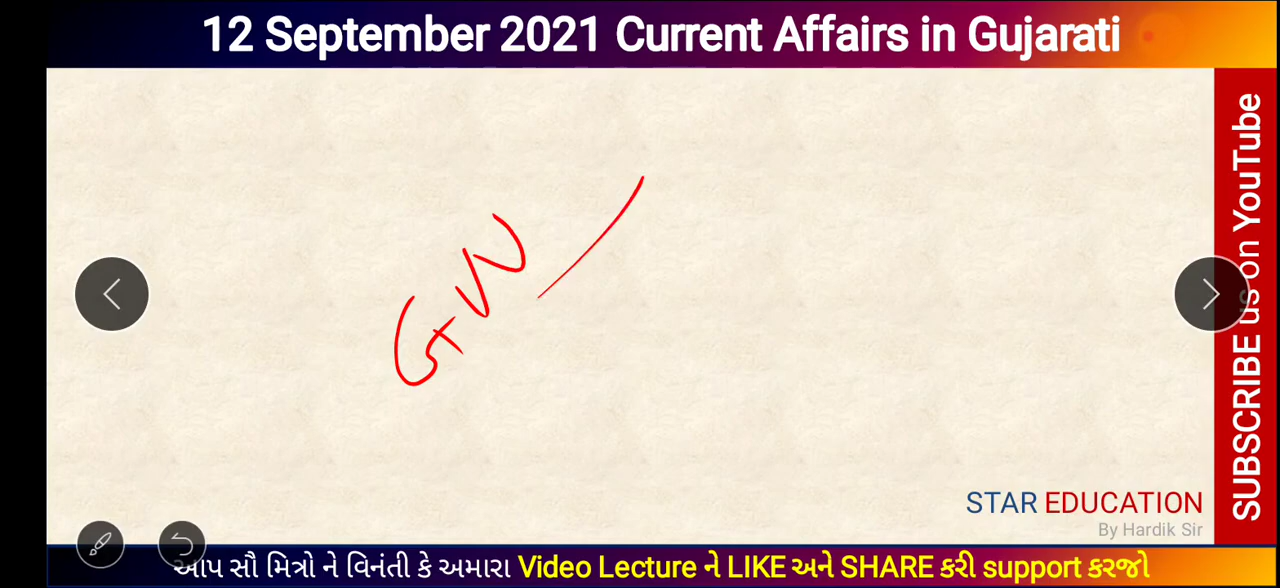 12 September 2021 Current Affairs in Gujarati
SUBSCRIBE us on YouTube
STAR EDUCATION
By Hardik Sir
આપ સૌ મિત્રો ને વિનંતી કે અમારા Video Lecture ને LIKE અને SHARE કરી support કરજો